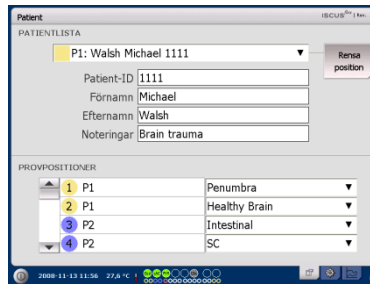 Patient
ISCUSflex | Rev.
PATIENTLISTA
P1: Walsh Michael 1111
Rensa
position
Patient-ID 1111
Förnamn Michael
Efternamn Walsh
Noteringar Brain trauma
PROVPOSITIONER
1 P1 Penumbra
2 P1 Healthy Brain
3 P2 Intestinal
4 P2 SC
2008-11-13 11:56 27,6 °C